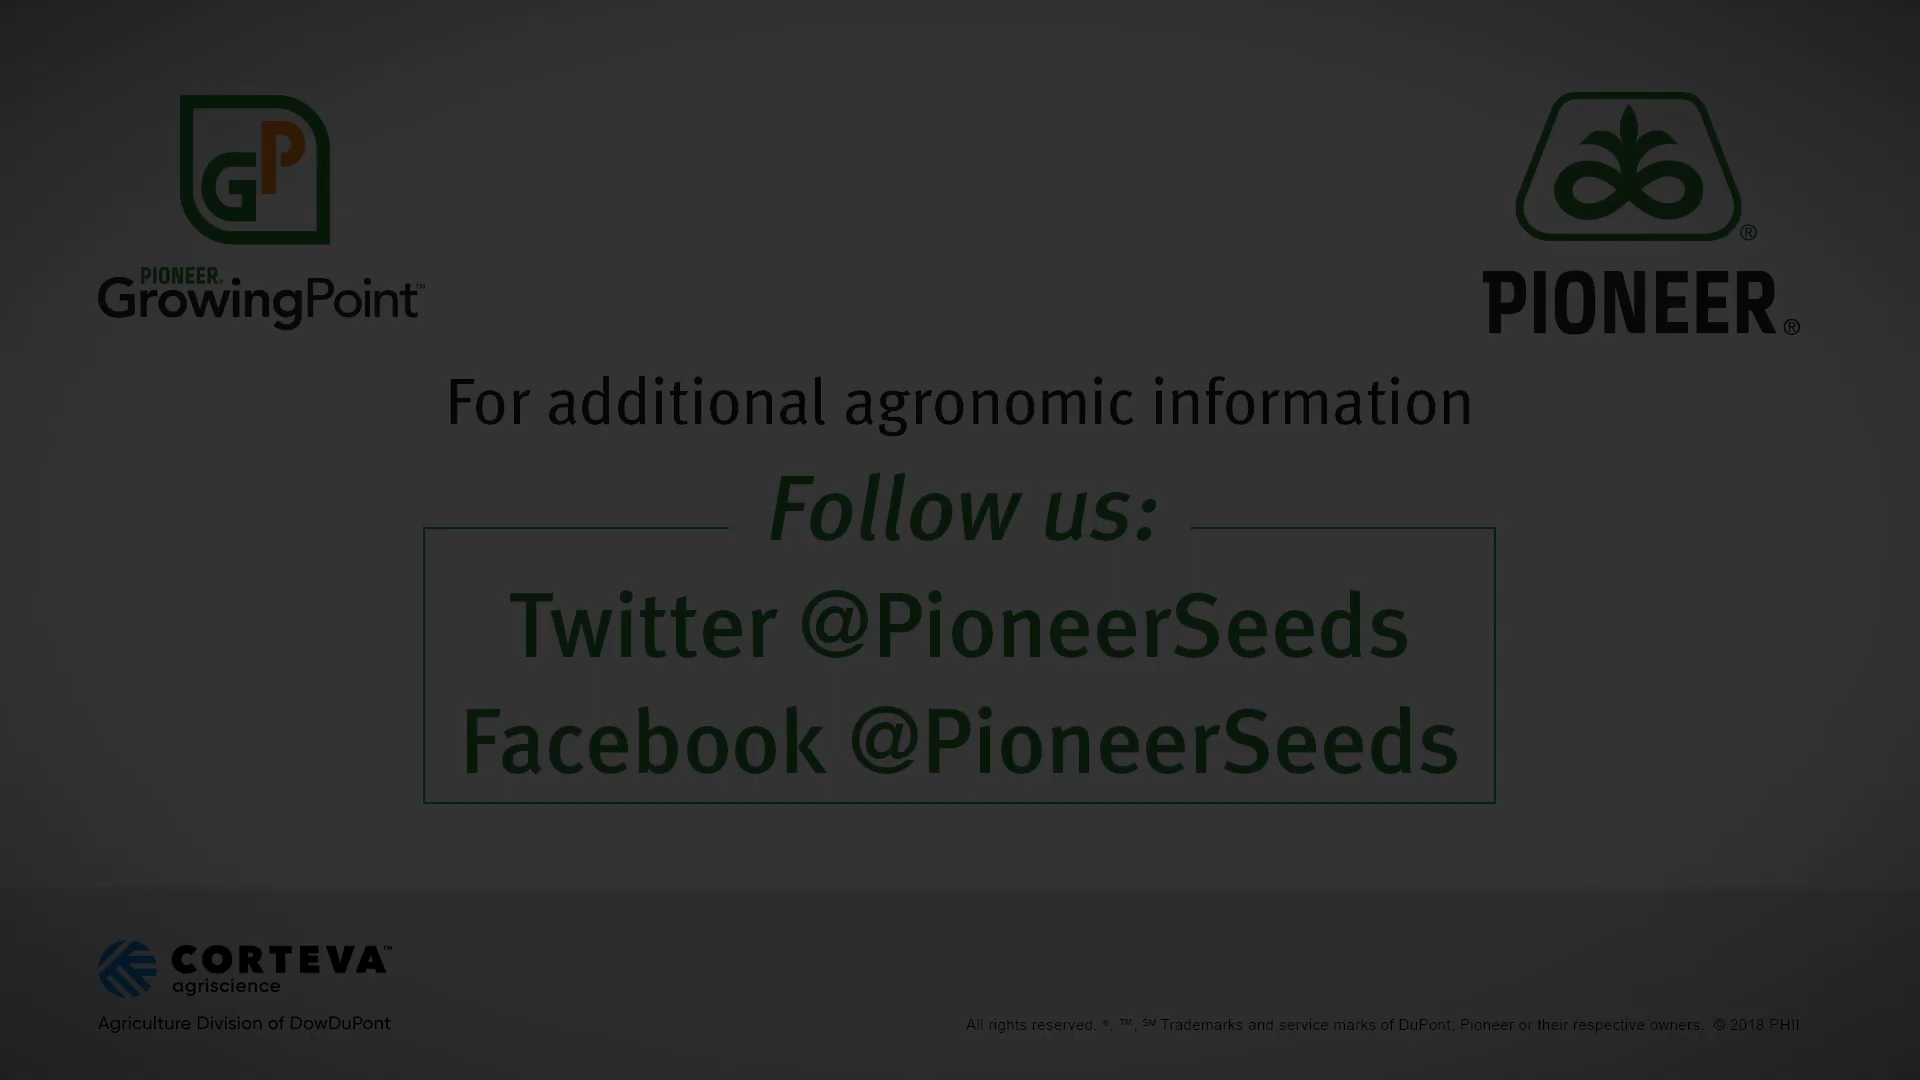 GP
PIONEER®
GrowingPoint™
®
PIONEER®
For additional agronomic information
Follow us:
Twitter @PioneerSeeds
Facebook @PioneerSeeds
CORTEVA™
agriscience
Agriculture Division of DowDuPont
All rights reserved. ®, ™, ℠ Trademarks and service marks of DuPont, Pioneer or their respective owners. © 2018 PHII